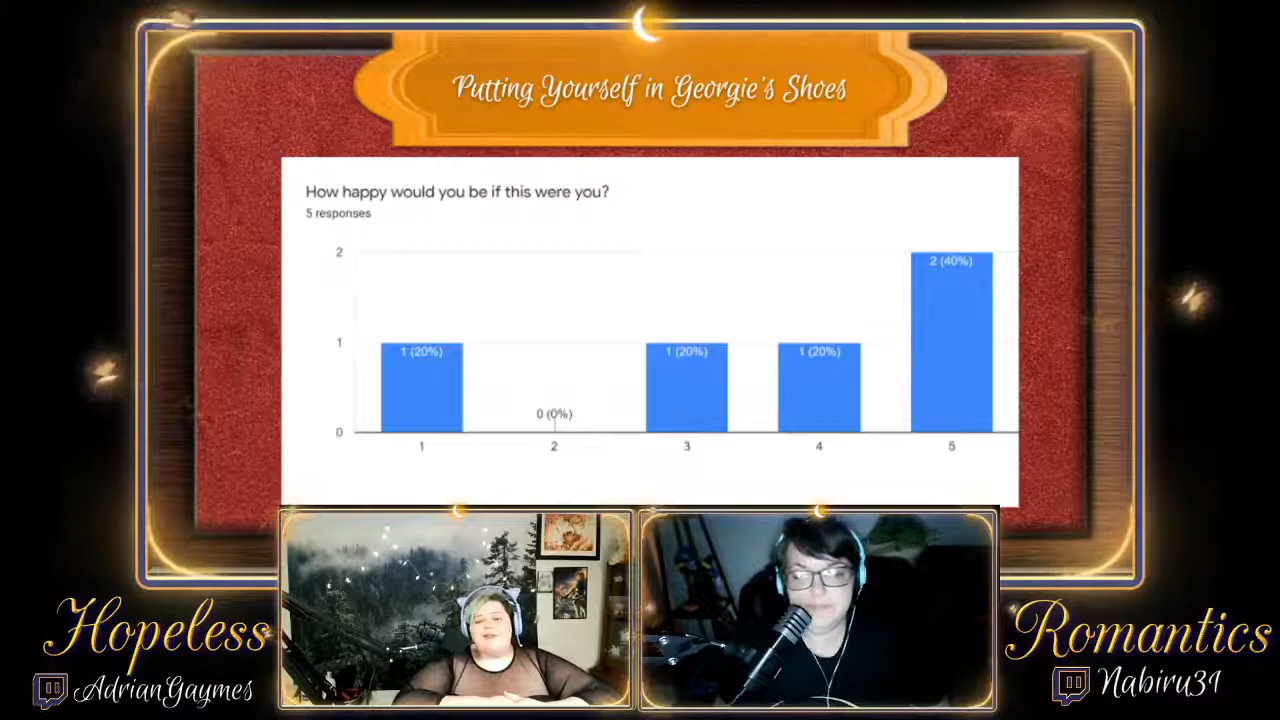 Putting Yourself in Georgie's Shoes
How happy would you be if this were you?
5 responses
2
1
0
1 (20%)
0 (0%)
1 (20%)
1 (20%)
2 (40%)
1
2
3
4
5
Hopeless
AdrianGaymes
Romantics
Nabiru31